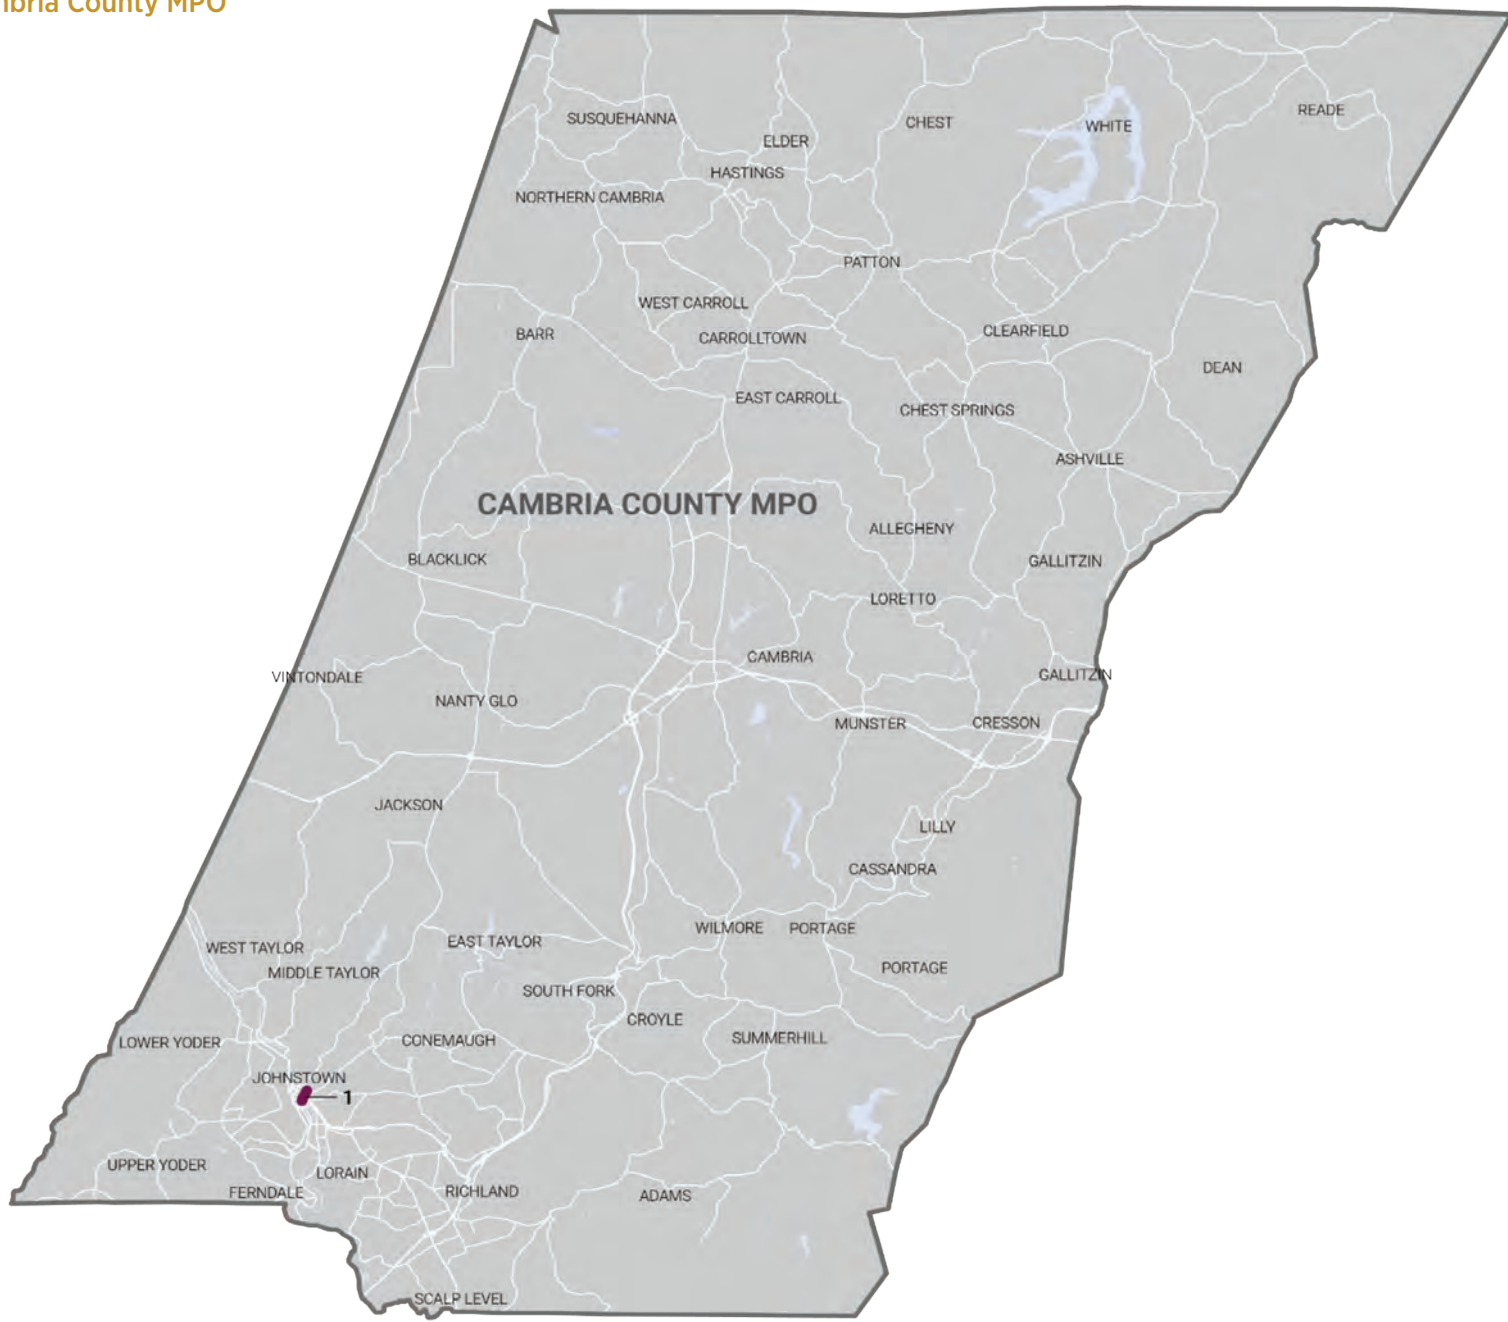 mbria County MPO
SUSQUEHANNA
ELDER
CHEST
WHITE
READE
HASTINGS
NORTHERN CAMBRIA
PATTON
WEST CARROLL
BARR
CARROLLTOWN
CLEARFIELD
DEAN
EAST CARROLL
CHEST SPRINGS
ASHVILLE
CAMBRIA COUNTY MPO
ALLEGHENY
BLACKLICK
GALLITZIN
LORETTO
CAMBRIA
VINTONDALE
GALLITZIN
NANTY GLO
MUNSTER
CRESSON
JACKSON
LILLY
CASSANDRA
WILMORE
PORTAGE
WEST TAYLOR
EAST TAYLOR
MIDDLE TAYLOR
PORTAGE
SOUTH FORK
CROYLE
LOWER YODER
CONEMAUGH
SUMMERHILL
JOHNSTOWN
1
UPPER YODER
LORAIN
FERNDALE
RICHLAND
ADAMS
SCALP LEVEL